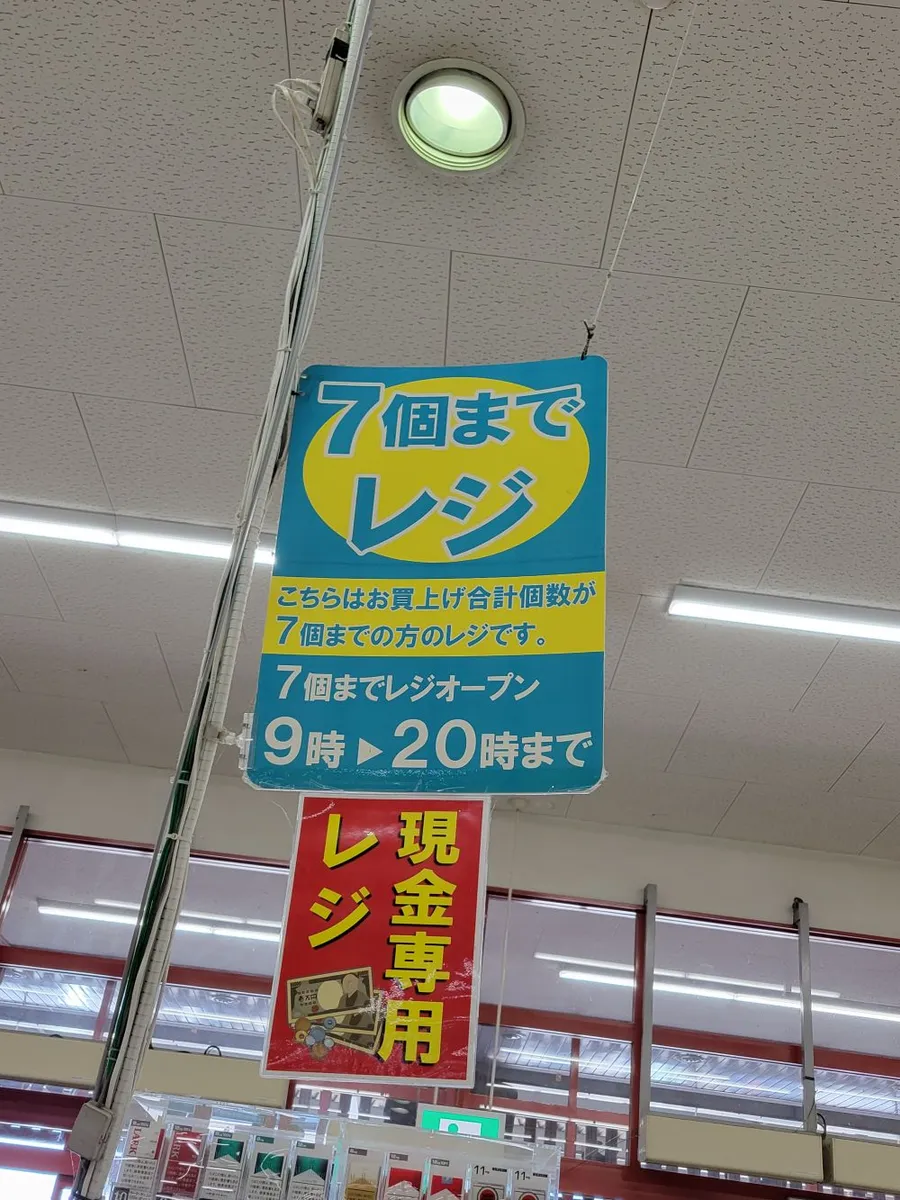 7個まで
レジ
こちらはお買上げ合計個数が
7個までの方のレジです。
7個までレジオープン
9時▶20時まで
現金専用
レジ
11
11